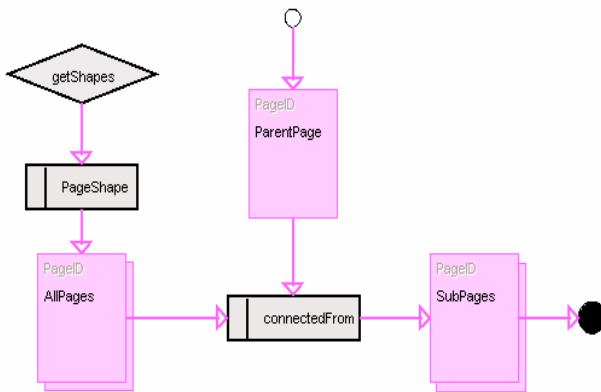 getShapes
PageID
ParentPage
PageShape
PageID
AllPages
connectedFrom
PageID
SubPages